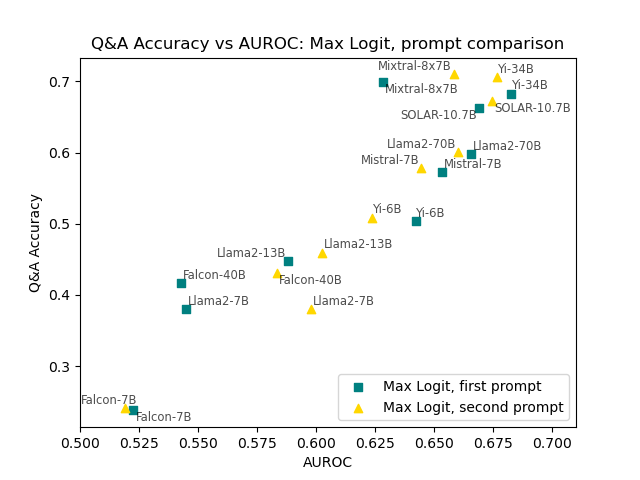 Q&A Accuracy vs AUROC: Max Logit, prompt comparison
Mixtral-8x7B
Yi-34B
0.7
Mixtral-8x7B
Yi-34B
SOLAR-10.7B
SOLAR-10.7B
0.6
Llama2-70B
Llama2-70B
Mistral-7B
Mistral-7B
Q&A Accuracy
0.5
Yi-6B
Yi-6B
Llama2-13B
Llama2-13B
0.4
Falcon-40B
Falcon-40B
Llama2-7B
Llama2-7B
0.3
Max Logit, first prompt
Max Logit, second prompt
Falcon-7B
Falcon-7B
0.500 0.525 0.550 0.575 0.600 0.625 0.650 0.675 0.700
AUROC